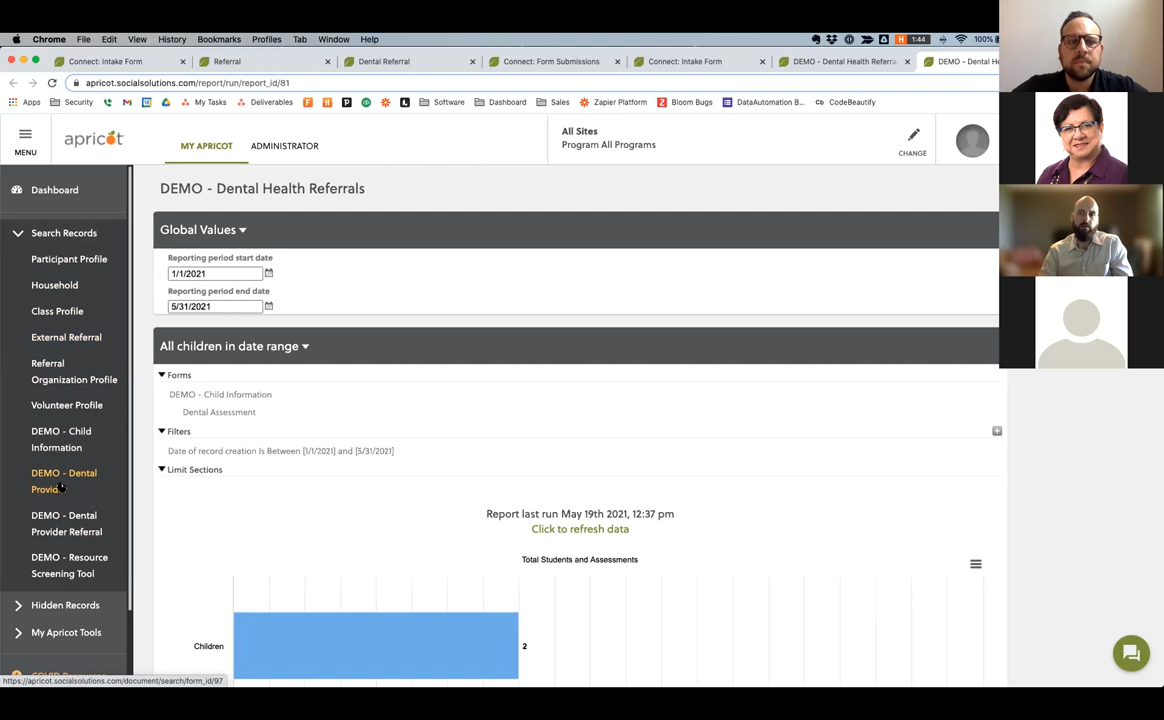 Chrome File Edit View History Bookmarks Profiles Tab Window Help 1:44 100%
Connect: Intake Form × Referral × Dental Referral × Connect: Form Submissions × Connect: Intake Form × DEMO - Dental Health Referra × DEMO - Dental He
apricot.socialsolutions.com/report/run/report_id/81
Apps Security My Tasks Deliverables Software Dashboard Sales Zapier Platform Bloom Bugs DataAutomation B... CodeBeautify
MENU
apricot
MY APRICOT ADMINISTRATOR
All Sites
Program All Programs
CHANGE
Dashboard
Search Records
Participant Profile
Household
Class Profile
External Referral
Referral
Organization Profile
Volunteer Profile
DEMO - Child
Information
DEMO - Dental
DEMO - Dental
Provider Referral
DEMO - Resource
Screening Tool
Hidden Records
My Apricot Tools
https://apricot.socialsolutions.com/document/search/form_id/97
DEMO - Dental Health Referrals
Global Values
Reporting period start date
1/1/2021
Reporting period end date
5/31/2021
All children in date range
Forms
DEMO - Child Information
Dental Assessment
Filters
Date of record creation Is Between [1/1/2021] and [5/31/2021]
Limit Sections
Report last run May 19th 2021, 12:37 pm
Click to refresh data
Total Students and Assessments
Children
2